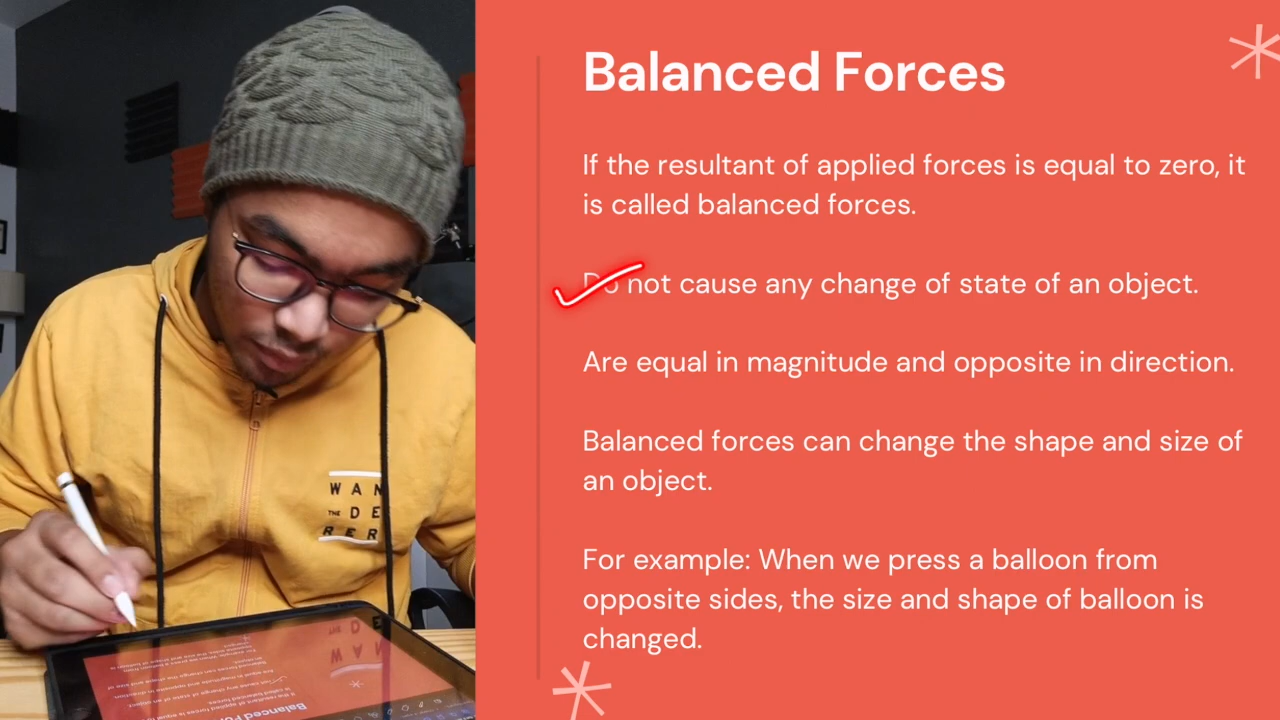 Balanced Forces
If the resultant of applied forces is equal to zero, it
is called balanced forces.
Do not cause any change of state of an object.
Are equal in magnitude and opposite in direction.
Balanced forces can change the shape and size of
an object.
For example: When we press a balloon from
opposite sides, the size and shape of balloon is
changed.
WAN
THE DE
RER